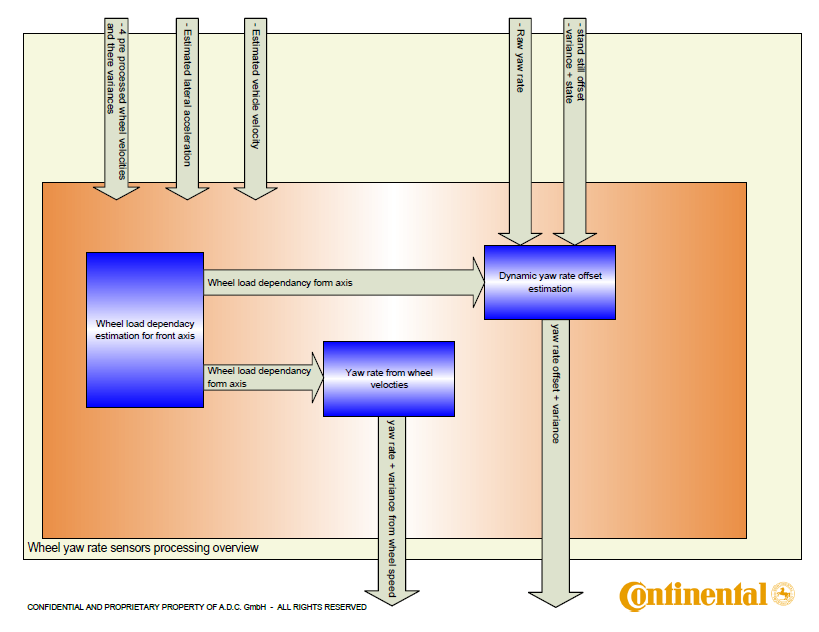 - 4 pre processed wheel velocities
and there variances
- Estimated lateral acceleration
- Estimated vehicle velocity
- Raw yaw rate
- stand still offset
- variance + state
Wheel load dependancy form axis
Dynamic yaw rate offset
estimation
Wheel load dependacy
estimation for front axis
Wheel load dependancy
form axis
Yaw rate from wheel
velocties
yaw rate offset + variance
yaw rate + variance from wheel speed
Wheel yaw rate sensors processing overview
CONFIDENTIAL AND PROPRIETARY PROPERTY OF A.D.C. GmbH - ALL RIGHTS RESERVED
Continental